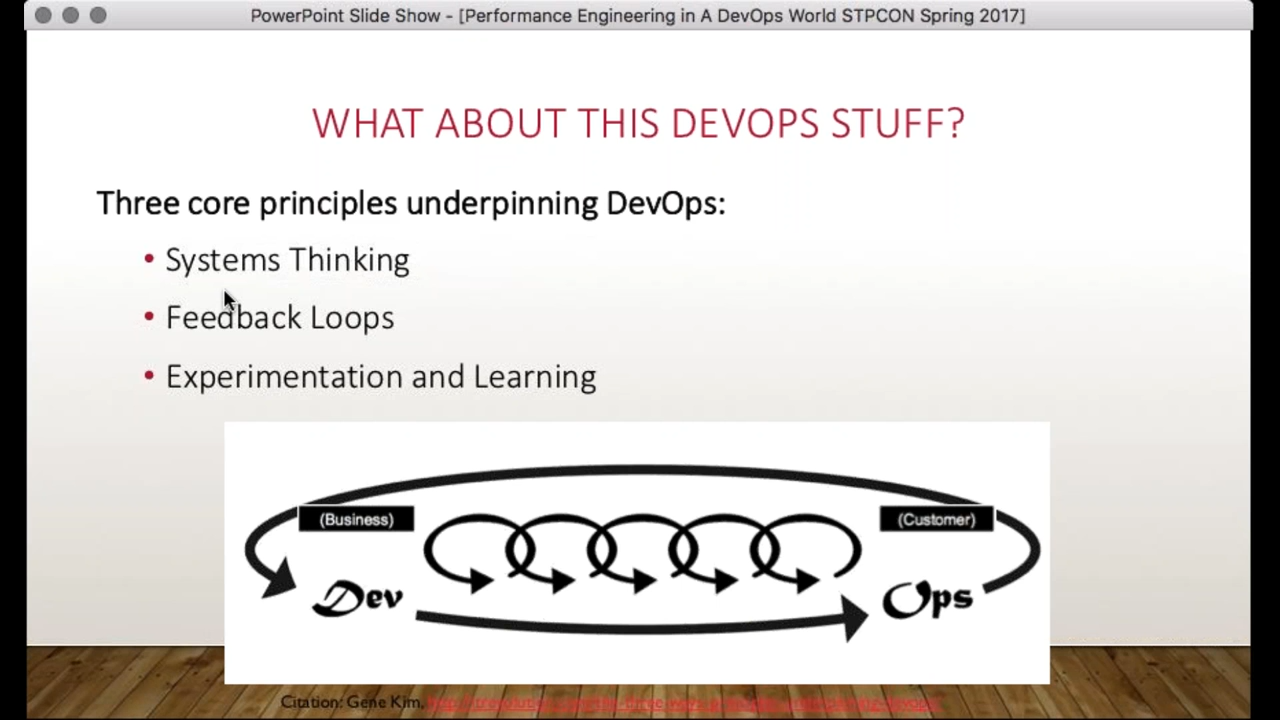 PowerPoint Slide Show - [Performance Engineering in A DevOps World STPCON Spring 2017]
WHAT ABOUT THIS DEVOPS STUFF?
Three core principles underpinning DevOps:
• Systems Thinking
• Feedback Loops
• Experimentation and Learning
(Business)
(Customer)
Dev
Ops
Citation: Gene Kim,